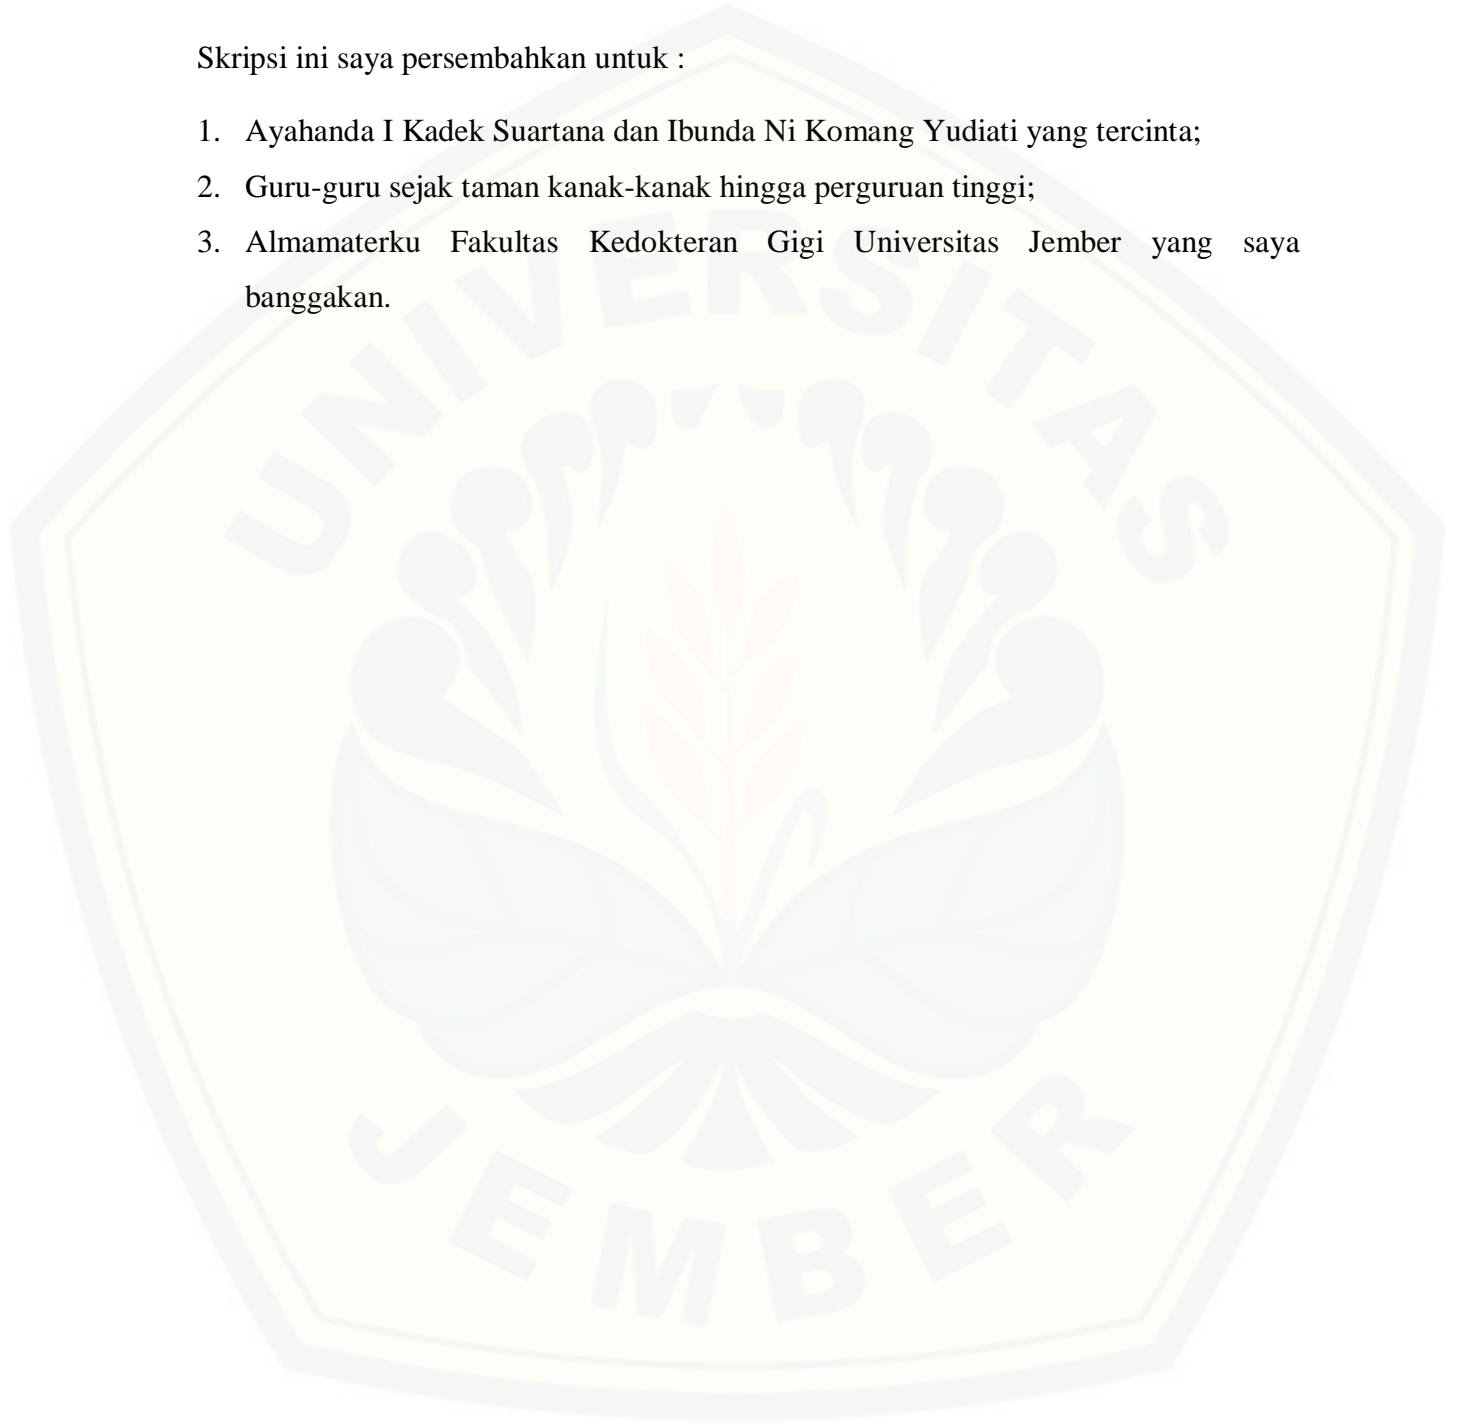 Skripsi ini saya persembahkan untuk :
1. Ayahanda I Kadek Suartana dan Ibunda Ni Komang Yudiati yang tercinta;
2. Guru-guru sejak taman kanak-kanak hingga perguruan tinggi;
3. Almamaterku Fakultas Kedokteran Gigi Universitas Jember yang saya
banggakan.
UNIVERSITAS
JEMBER